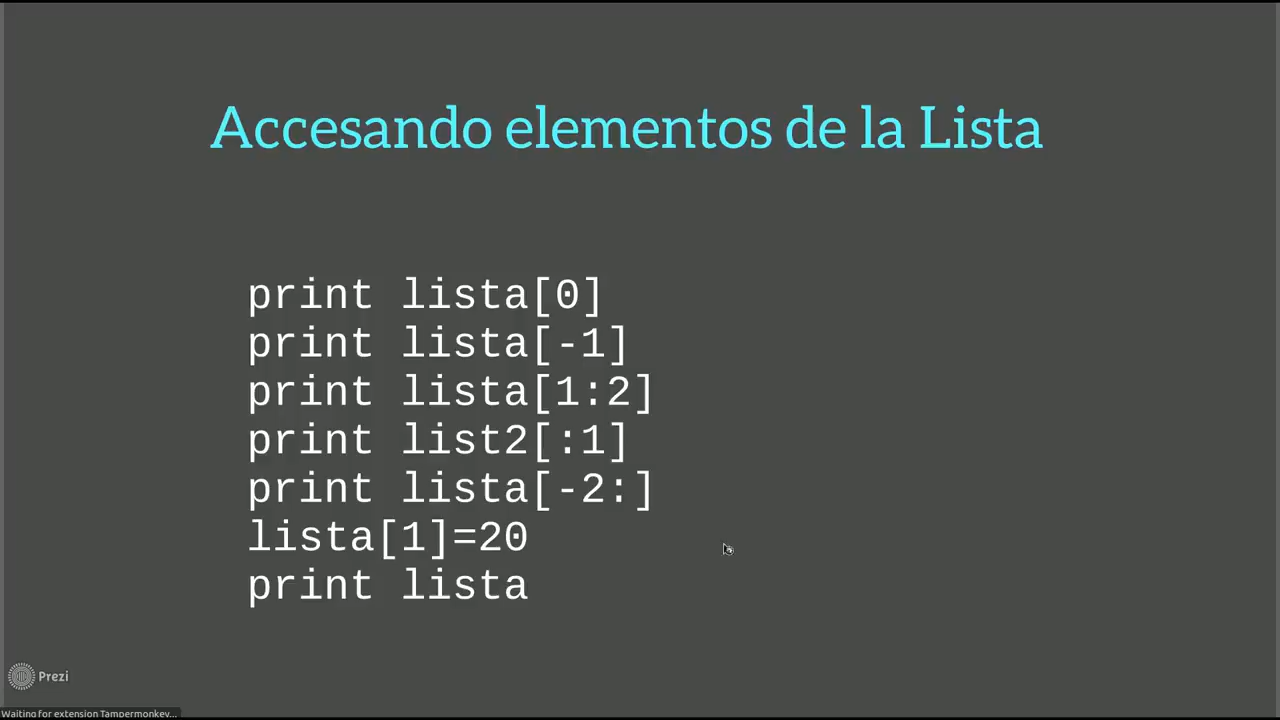 Accesando elementos de la Lista
print lista[0]
print lista[-1]
print lista[1:2]
print list2[:1]
print lista[-2:]
lista[1]=20
print lista
Prezi
Waiting for extension Tampermonkey...